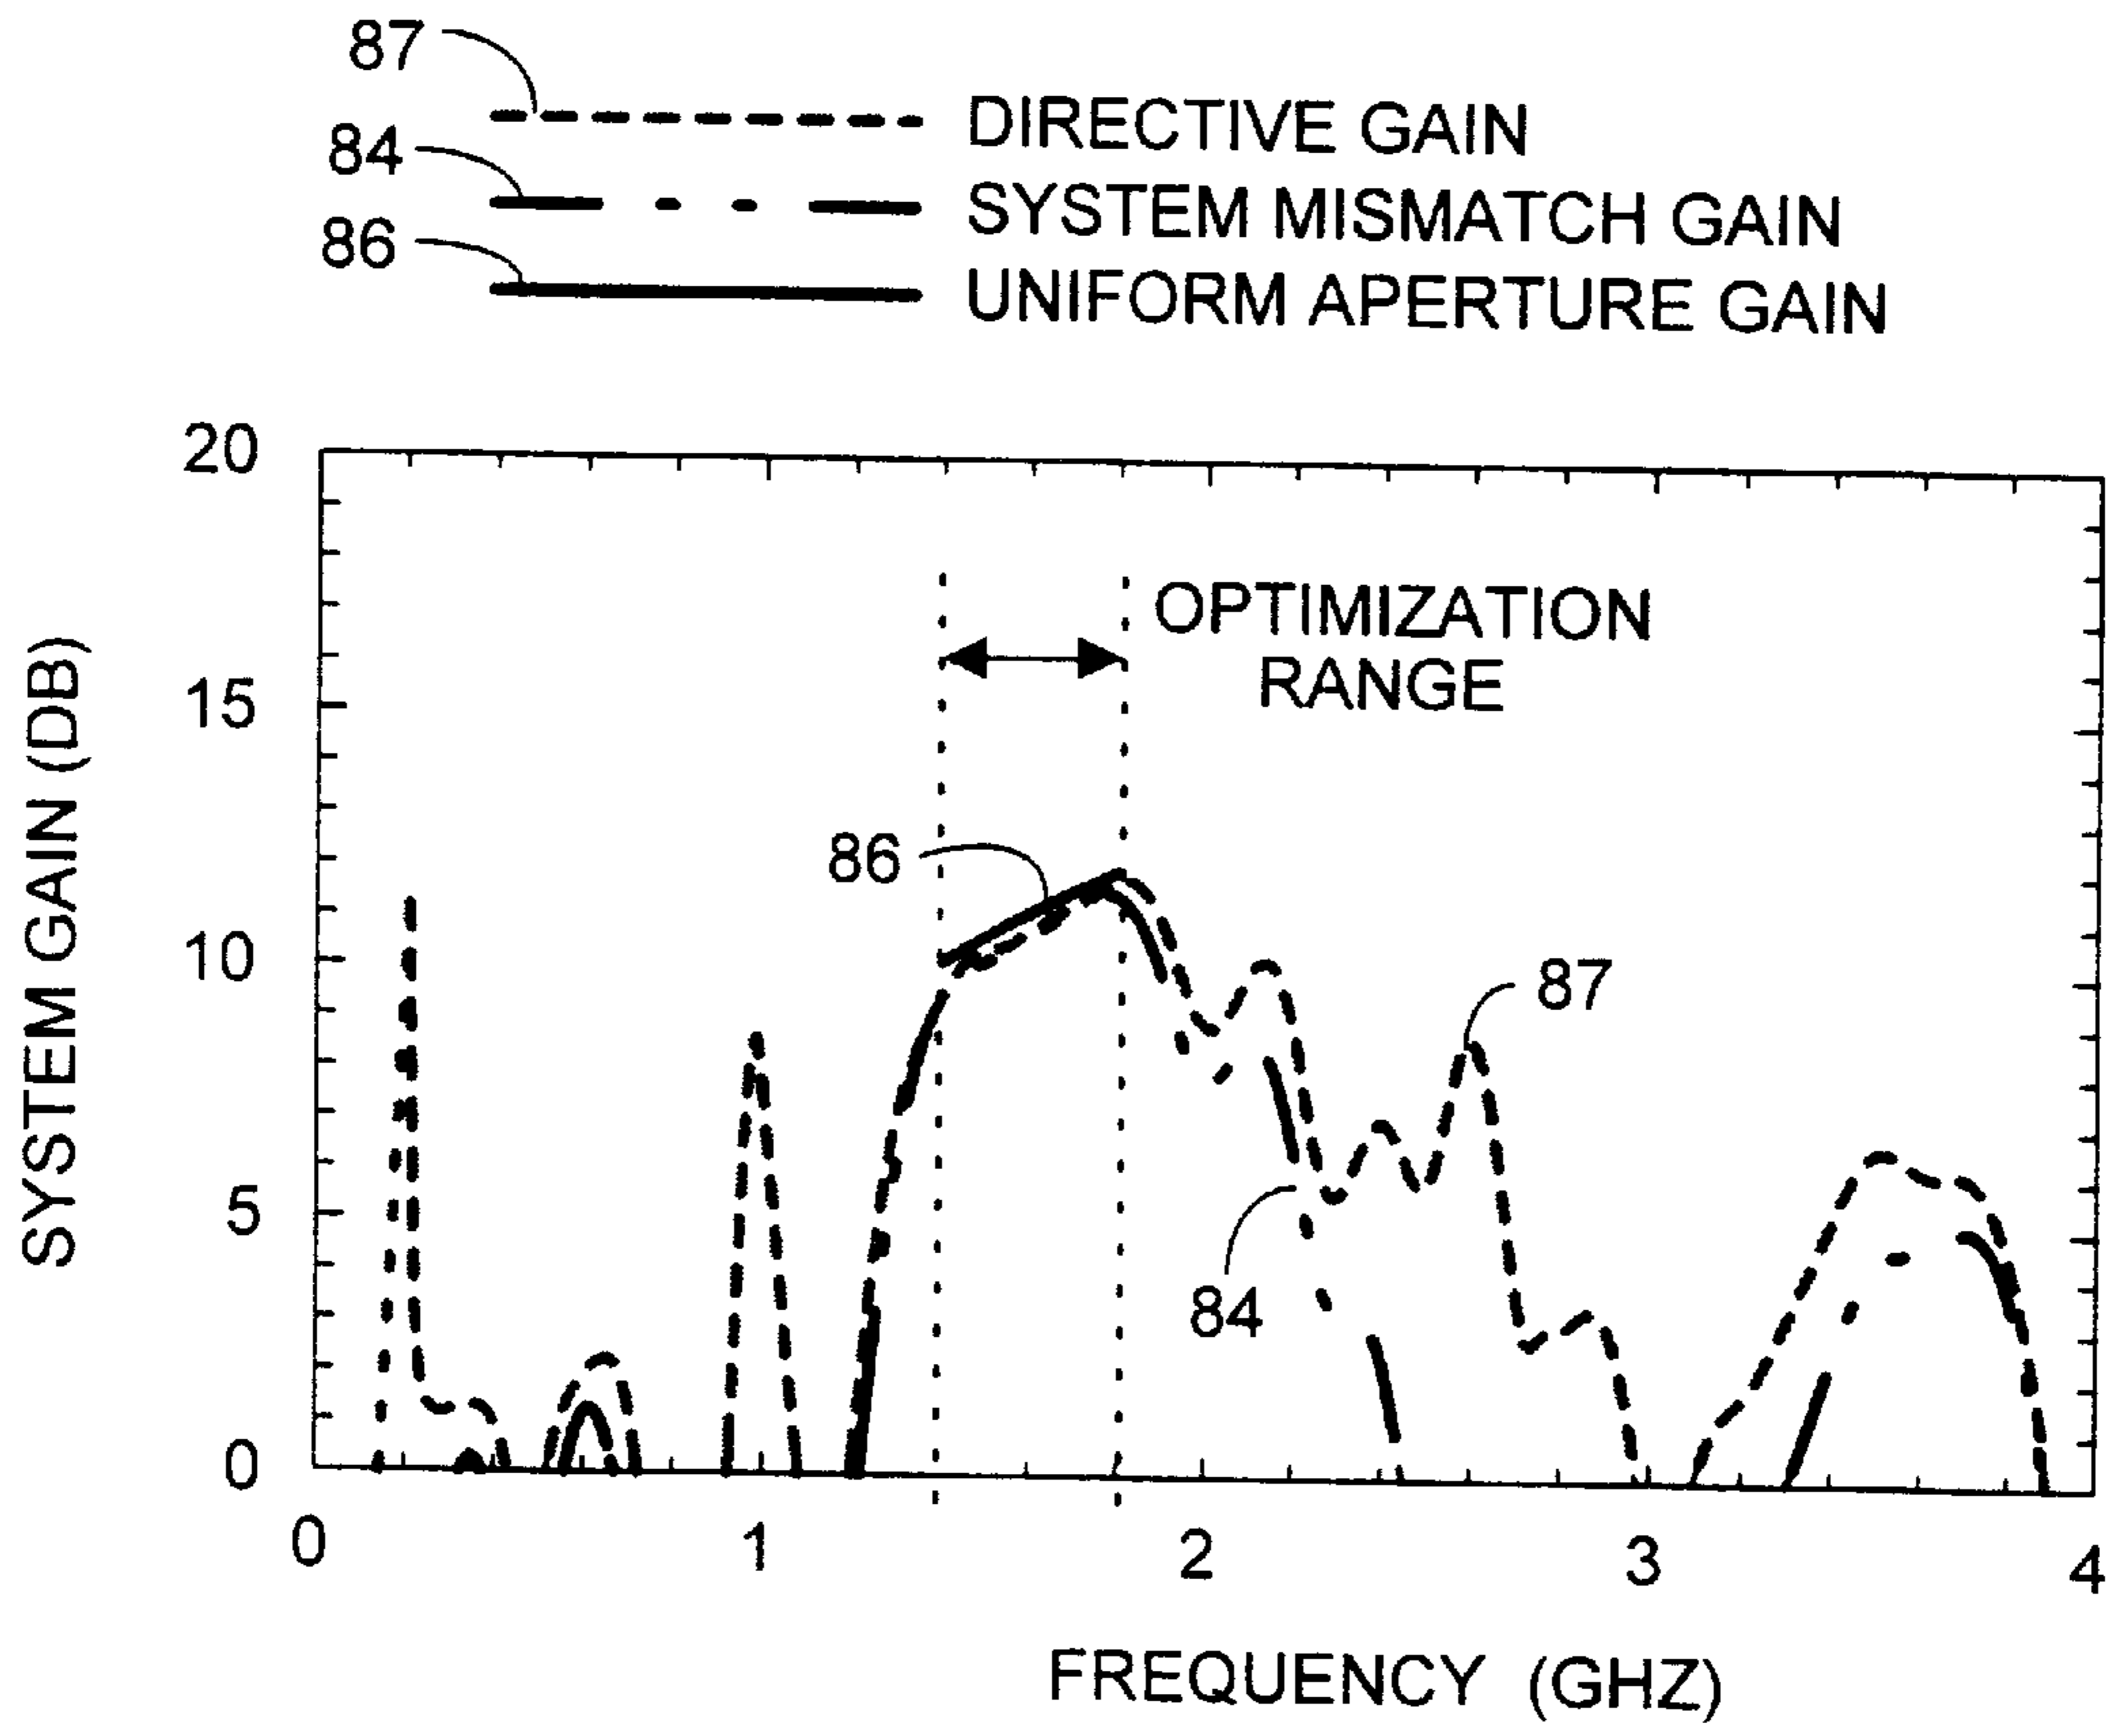 87
DIRECTIVE GAIN
84
SYSTEM MISMATCH GAIN
86
UNIFORM APERTURE GAIN
20
15
10
5
0
SYSTEM GAIN (DB)
OPTIMIZATION
RANGE
86
87
84
0 1 2 3 4
FREQUENCY (GHZ)